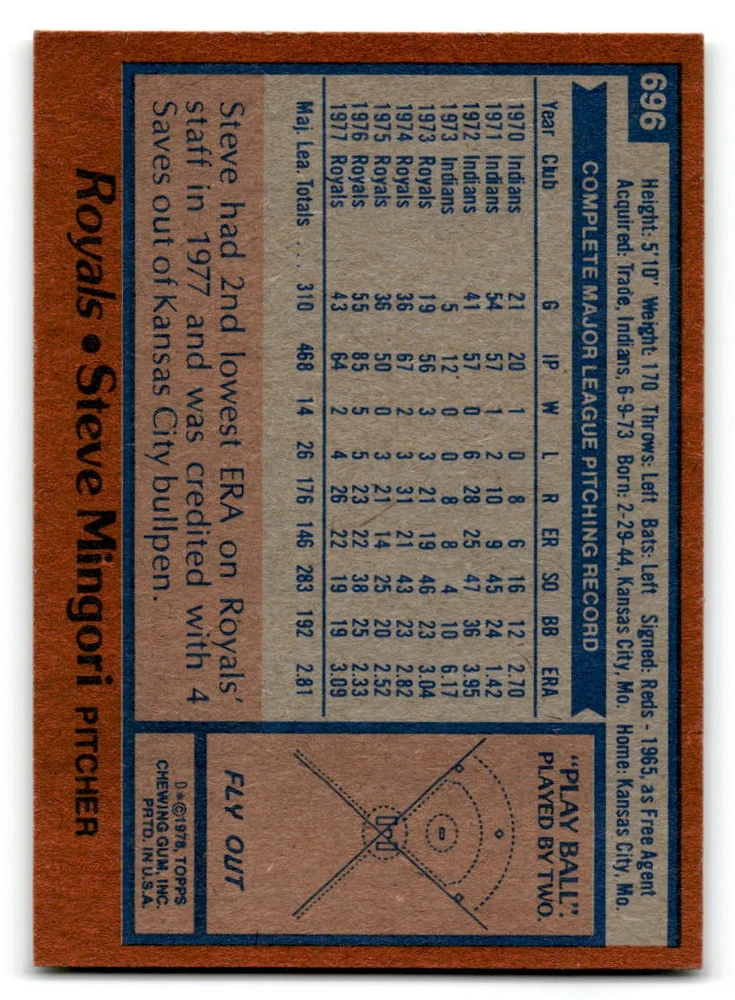 696
Height: 5'10" Weight: 170 Throws: Left Bats: Left Signed: Reds - 1965, as Free Agent
Acquired: Trade, Indians, 6-9-73 Born: 2-29-44, Kansas City, Mo. Home: Kansas City, Mo.
COMPLETE MAJOR LEAGUE PITCHING RECORD
Year Club G IP W L R ER SO BB ERA
1970 Indians 21 20 1 0 8 6 16 12 2.70
1971 Indians 54 57 1 2 10 9 45 24 1.42
1972 Indians 41 57 0 6 28 25 47 36 3.95
1973 Indians 5 12 0 0 8 8 4 10 6.17
1973 Royals 19 56 3 3 21 19 46 23 3.04
1974 Royals 36 67 2 3 31 21 43 23 2.82
1975 Royals 36 50 0 3 21 14 25 20 2.52
1976 Royals 55 85 5 5 23 22 38 25 2.33
1977 Royals 43 64 2 4 26 22 19 19 3.09
Maj. Lea. Totals ... 310 468 14 26 176 146 283 192 2.81
Steve had 2nd lowest ERA on Royals'
staff in 1977 and was credited with 4
Saves out of Kansas City bullpen.
"PLAY BALL":
PLAYED BY TWO.
FLY OUT
D*©1978, TOPPS
CHEWING GUM, INC.
PRTD. IN U.S.A.
Royals • Steve Mingori PITCHER